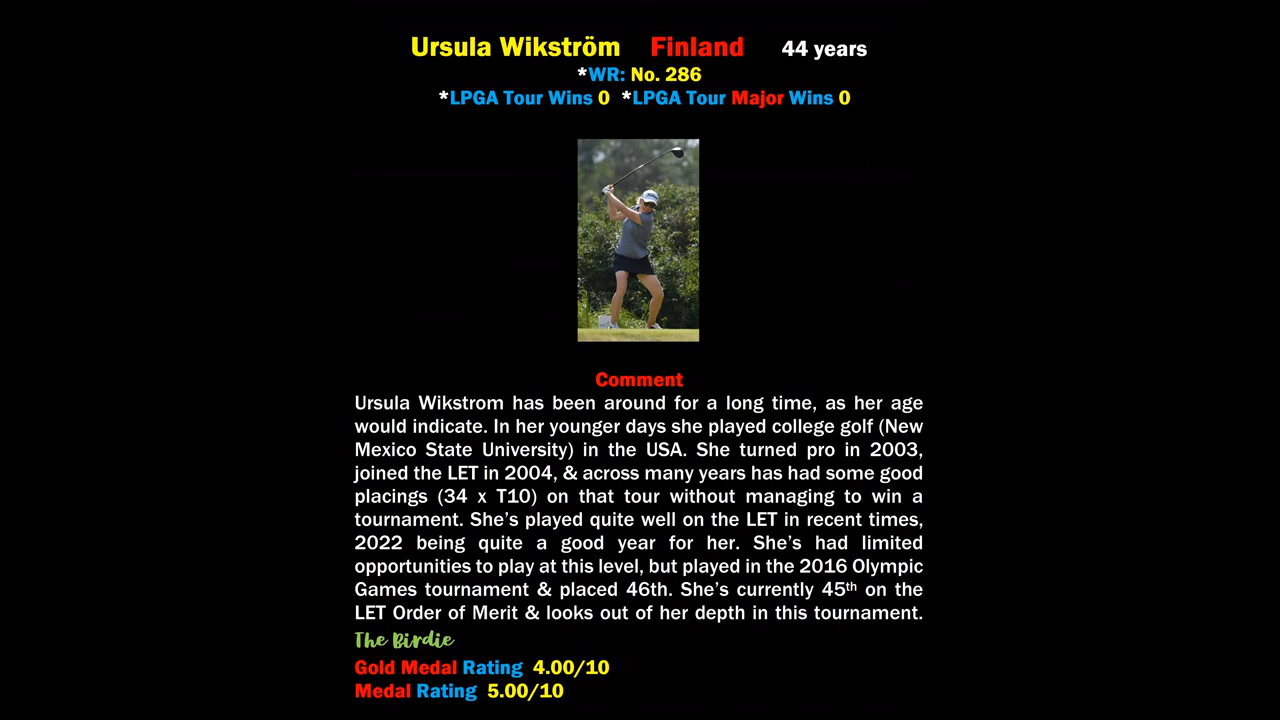 Ursula Wikström Finland 44 years
*WR: No. 286
*LPGA Tour Wins 0 *LPGA Tour Major Wins 0
Comment
Ursula Wikstrom has been around for a long time, as her age
would indicate. In her younger days she played college golf (New
Mexico State University) in the USA. She turned pro in 2003,
joined the LET in 2004, & across many years has had some good
placings (34 x T10) on that tour without managing to win a
tournament. She's played quite well on the LET in recent times,
2022 being quite a good year for her. She's had limited
opportunities to play at this level, but played in the 2016 Olympic
Games tournament & placed 46th. She's currently 45th on the
LET Order of Merit & looks out of her depth in this tournament.
The Birdie
Gold Medal Rating 4.00/10
Medal Rating 5.00/10